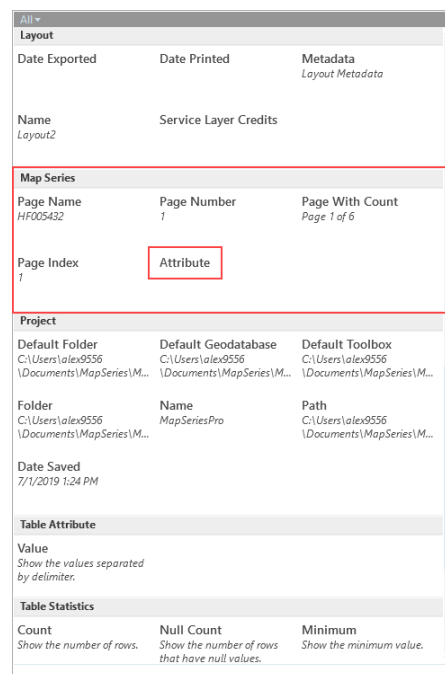 All
Layout
Date Exported Date Printed Metadata
Layout Metadata
Name Service Layer Credits
Layout2
Map Series
Page Name Page Number Page With Count
HF005432 1 Page 1 of 6
Page Index Attribute
1
Project
Default Folder Default Geodatabase Default Toolbox
C:\Users\alex9556 C:\Users\alex9556 C:\Users\alex9556
\Documents\MapSeries\M... \Documents\MapSeries\M... \Documents\MapSeries\M...
Folder Name Path
C:\Users\alex9556 MapSeriesPro C:\Users\alex9556
\Documents\MapSeries\M... \Documents\MapSeries\M...
Date Saved
7/1/2019 1:24 PM
Table Attribute
Value
Show the values separated
by delimiter.
Table Statistics
Count Null Count Minimum
Show the number of rows. Show the number of rows Show the minimum value.
that have null values.